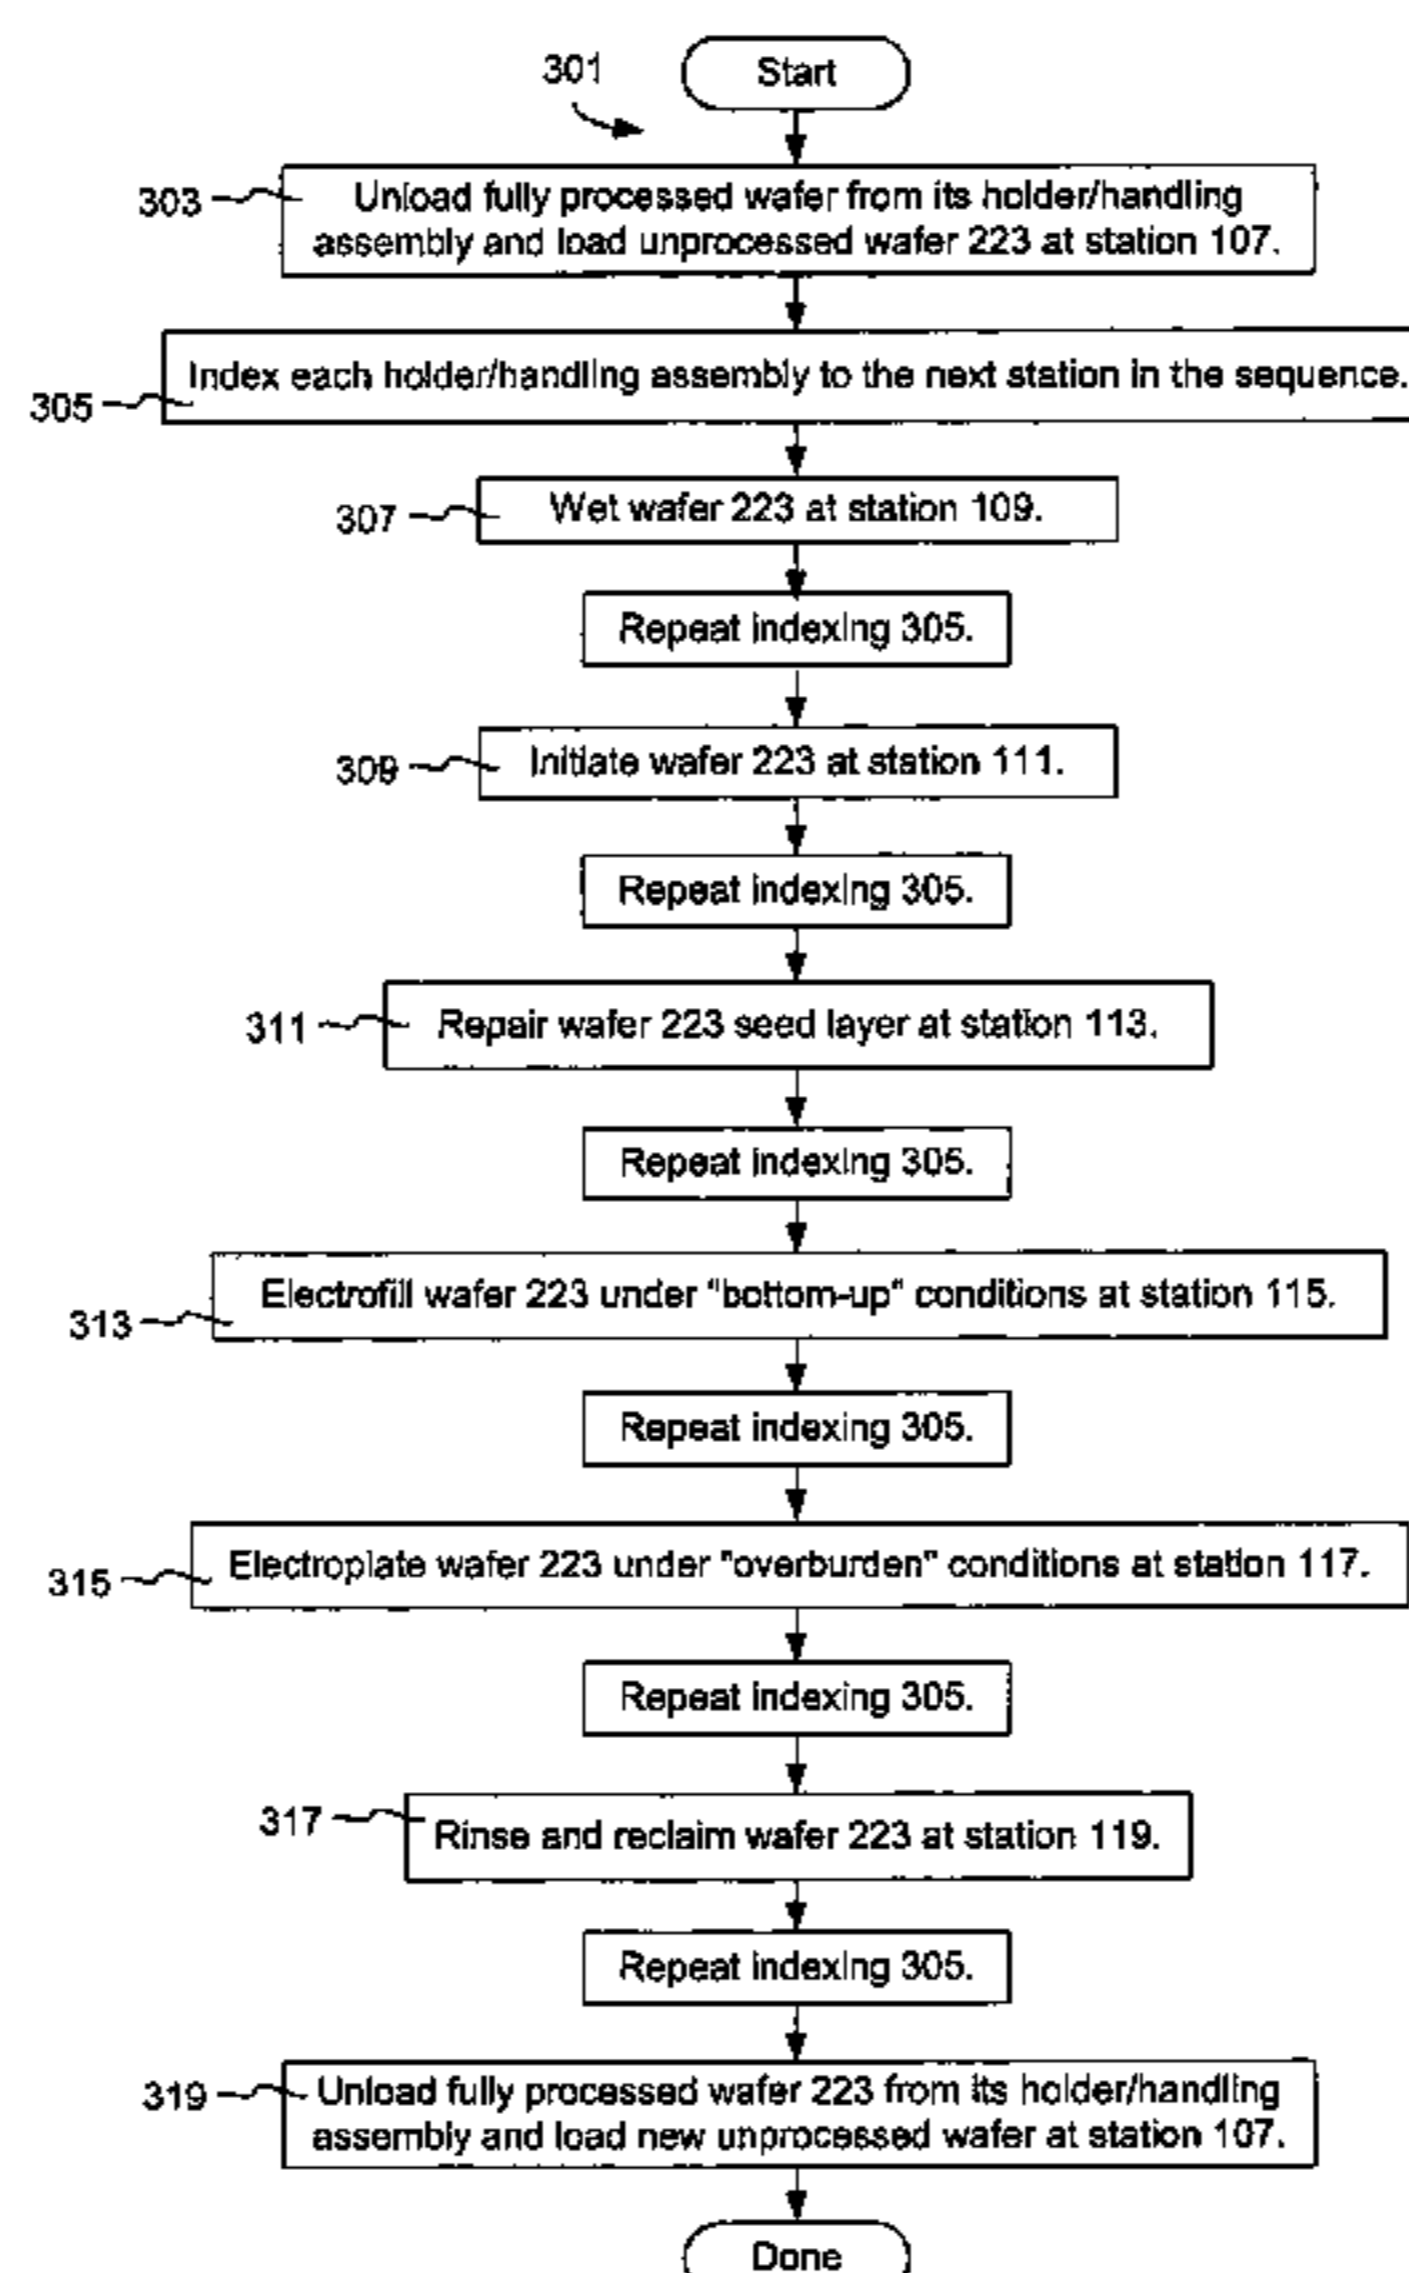 Start
301
303
Unload fully processed wafer from its holder/handling
assembly and load unprocessed wafer 223 at station 107.
Index each holder/handling assembly to the next station in the sequence.
305
Wet wafer 223 at station 109.
307
Repeat indexing 305.
Initiate wafer 223 at station 111.
309
Repeat indexing 305.
311
Repair wafer 223 seed layer at station 113.
Repeat indexing 305.
Electrofill wafer 223 under "bottom-up" conditions at station 115.
313
Repeat indexing 305.
Electroplate wafer 223 under "overburden" conditions at station 117.
315
Repeat indexing 305.
317
Rinse and reclaim wafer 223 at station 119.
Repeat indexing 305.
319
Unload fully processed wafer 223 from its holder/handling
assembly and load new unprocessed wafer at station 107.
Done